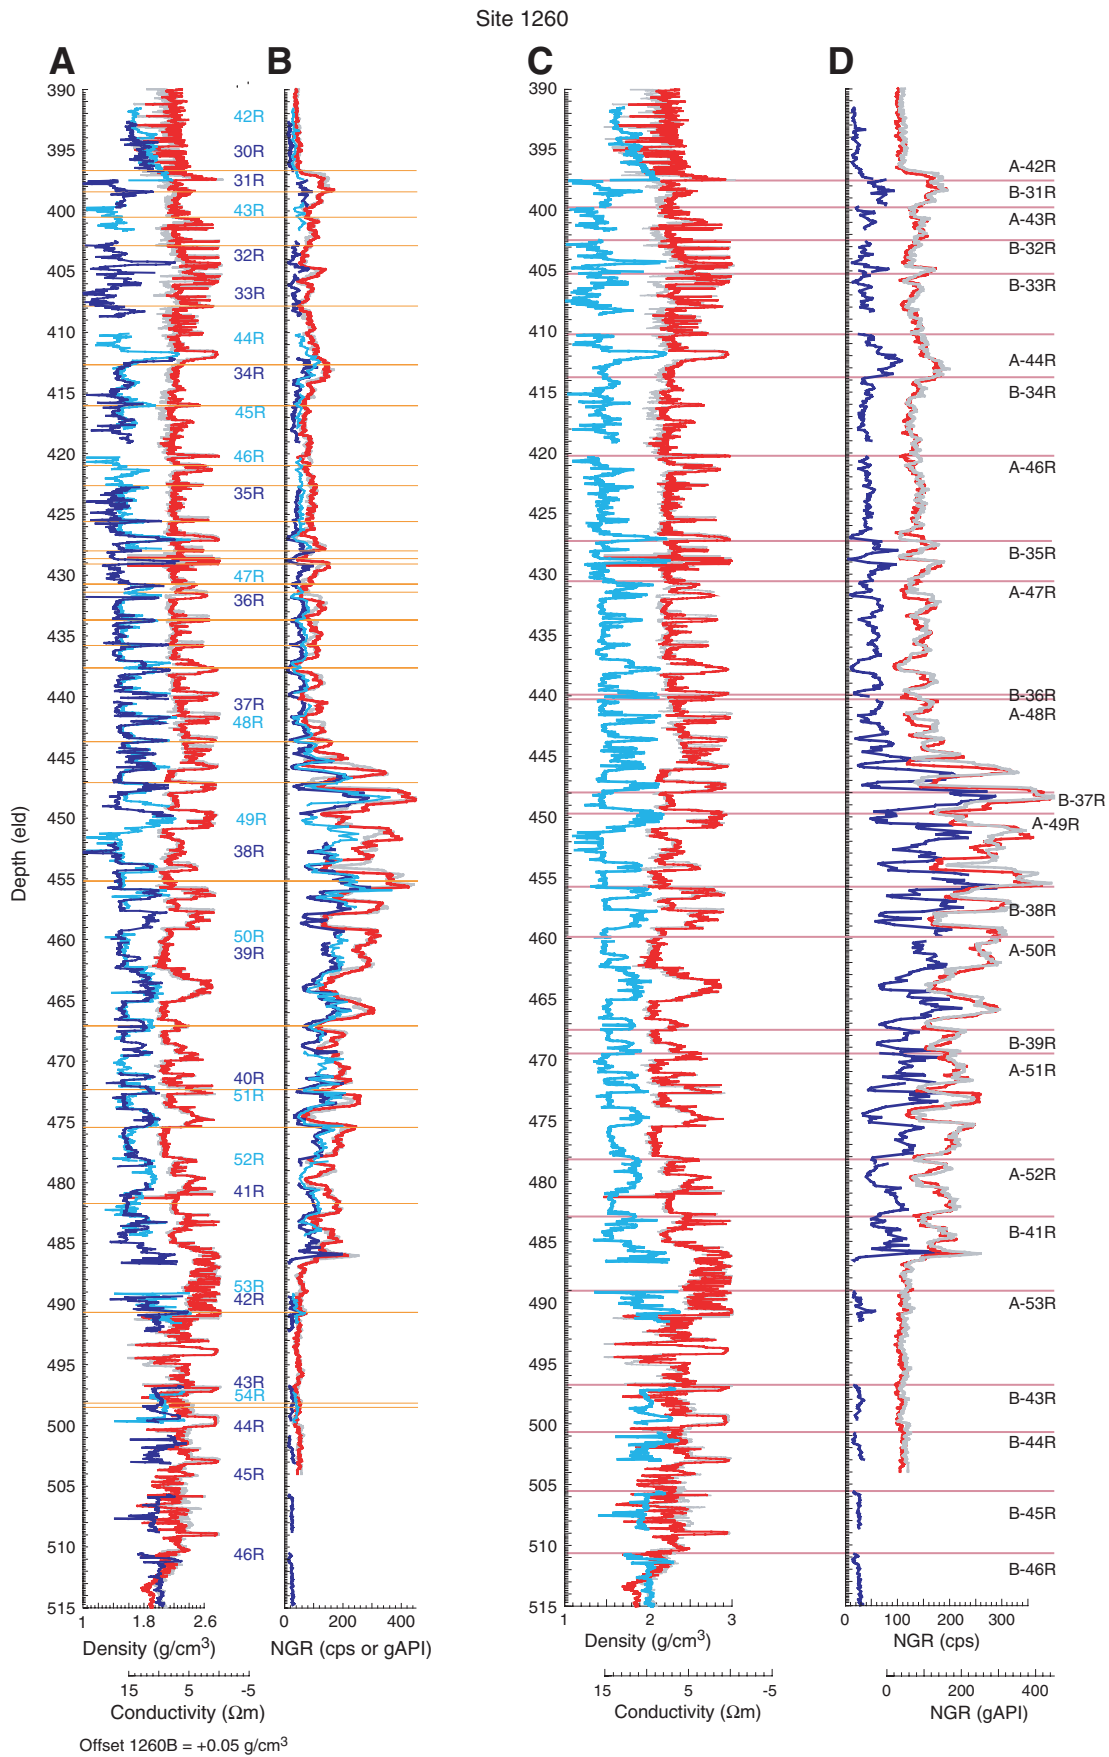 Site 1260
A
B
C
D
390
395
400
405
410
415
420
425
430
435
440
445
450
455
460
465
470
475
480
485
490
495
500
505
510
515
Depth (eld)
42R
30R
31R
43R
32R
33R
44R
34R
45R
46R
35R
47R
36R
37R
48R
49R
38R
50R
39R
40R
51R
52R
41R
53R
42R
43R
54R
44R
45R
46R
1 1.8 2.6
Density (g/cm³)
15 5 -5
Conductivity (Ωm)
Offset 1260B = +0.05 g/cm³
0 200 400
NGR (cps or gAPI)
390
395
400
405
410
415
420
425
430
435
440
445
450
455
460
465
470
475
480
485
490
495
500
505
510
515
1 2 3
Density (g/cm³)
15 5 -5
Conductivity (Ωm)
A-42R
B-31R
A-43R
B-32R
B-33R
A-44R
B-34R
A-46R
B-35R
A-47R
B-36R
A-48R
B-37R
A-49R
B-38R
A-50R
B-39R
A-51R
A-52R
B-41R
A-53R
B-43R
B-44R
B-45R
B-46R
0 100 200 300
NGR (cps)
0 200 400
NGR (gAPI)